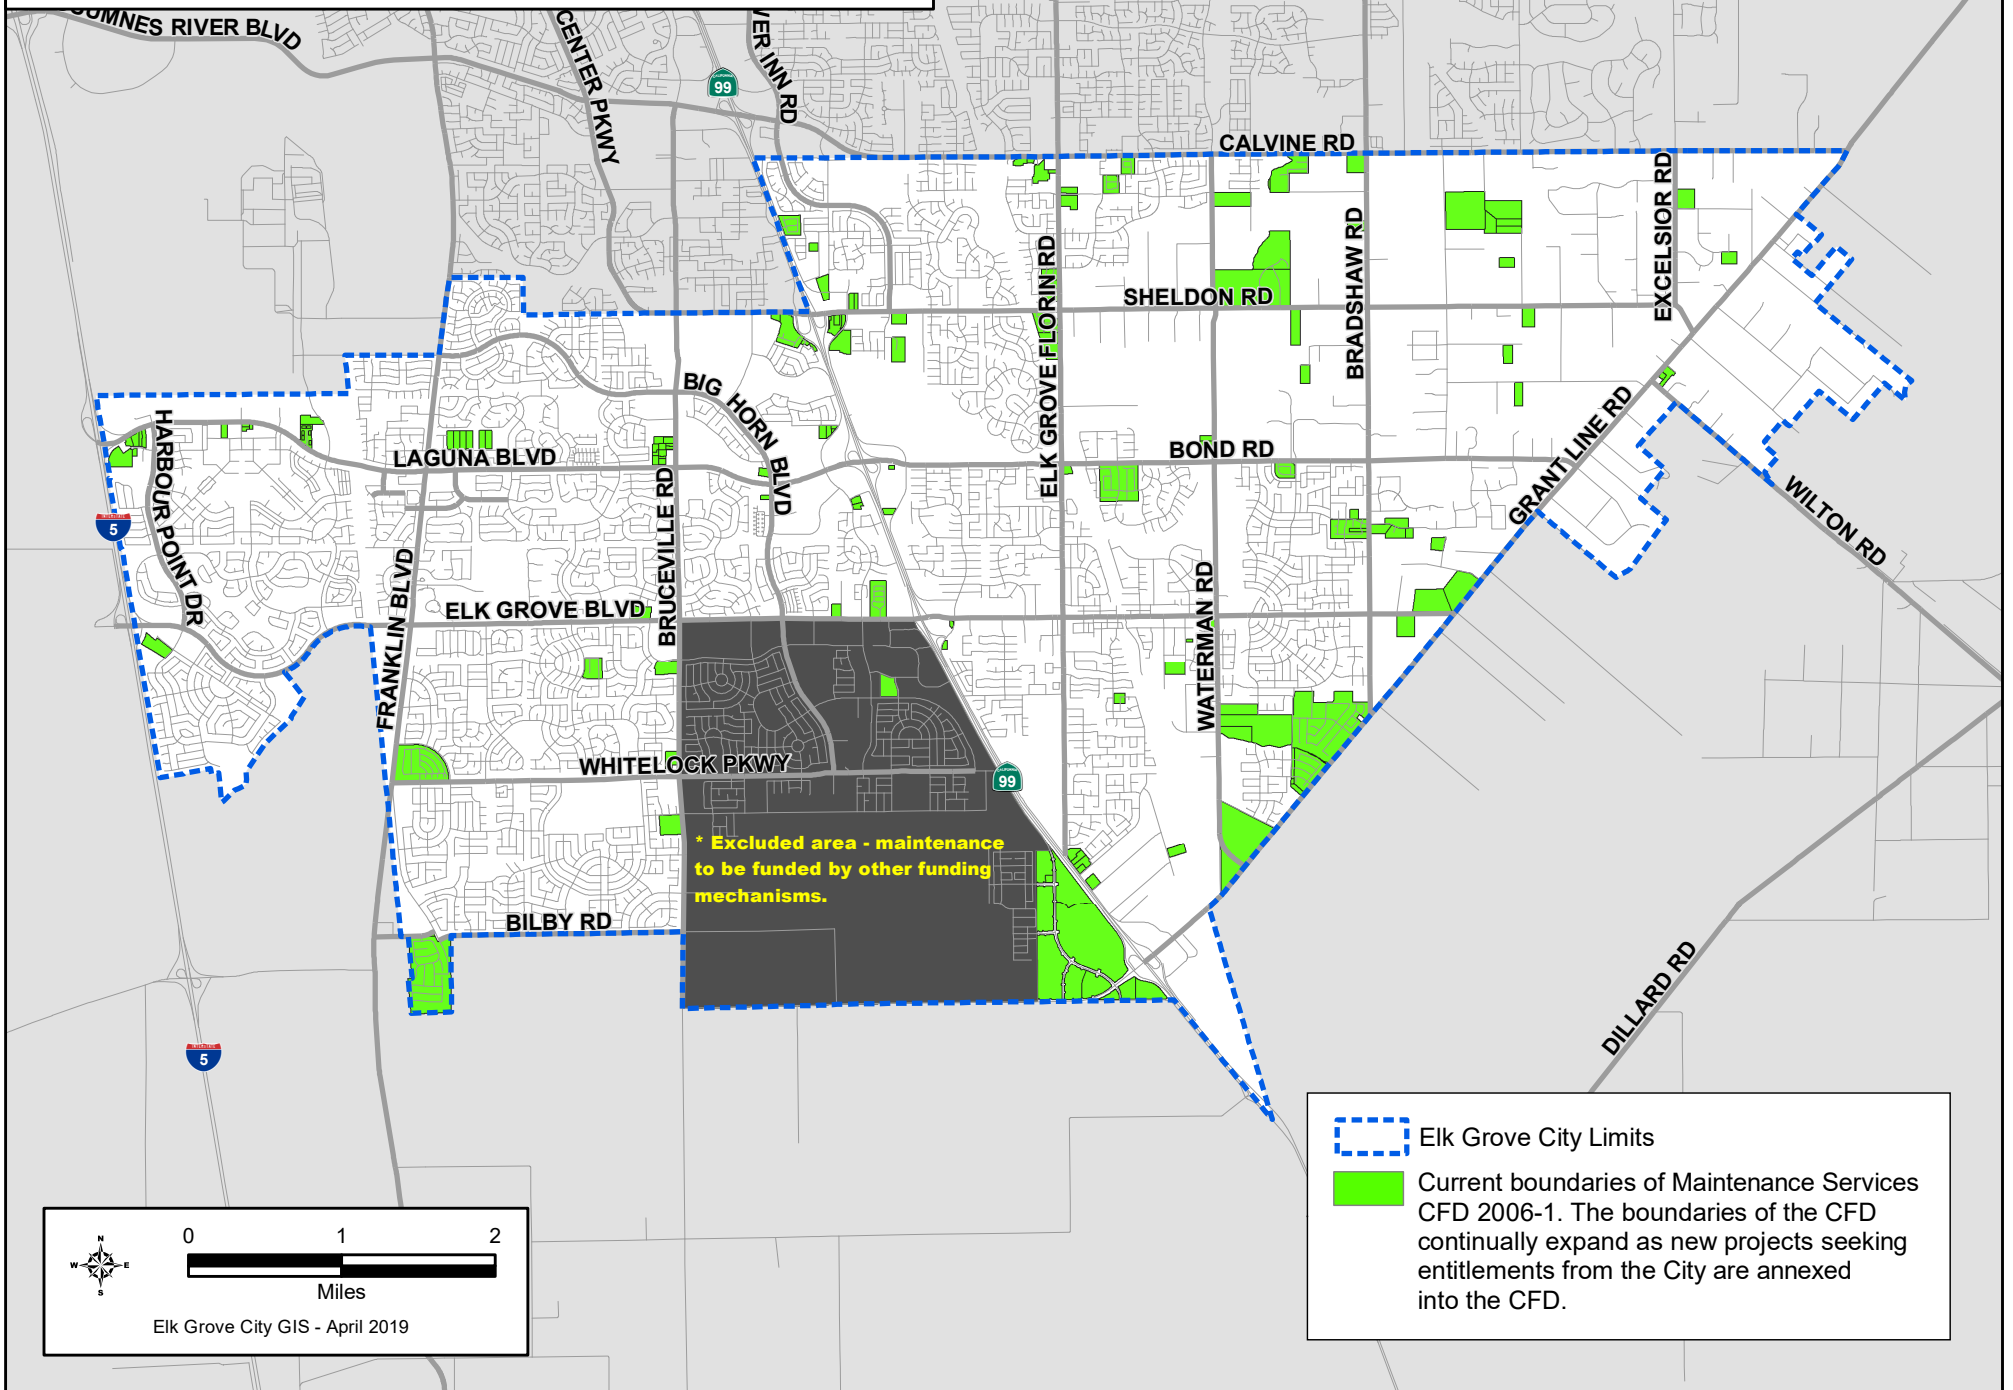 RIVER BLVD
CENTER PKWY
INN RD
CALIFORNIA
99
CALVINE RD
EXCELSIOR RD
BRADSHAW RD
ELK GROVE FLORIN RD
SHELDON RD
BIG HORN BLVD
HARBOUR POINT DR
LAGUNA BLVD
BOND RD
GRANT LINE RD
WILTON RD
INTERSTATE
5
BRUCEVILLE RD
FRANKLIN BLVD
ELK GROVE BLVD
WATERMAN RD
WHITELOCK PKWY
CALIFORNIA
99
* Excluded area - maintenance
to be funded by other funding
mechanisms.
BILBY RD
DILLARD RD
INTERSTATE
5
Elk Grove City Limits
Current boundaries of Maintenance Services
CFD 2006-1. The boundaries of the CFD
continually expand as new projects seeking
entitlements from the City are annexed
into the CFD.
N
W E
S
0 1 2
Miles
Elk Grove City GIS - April 2019